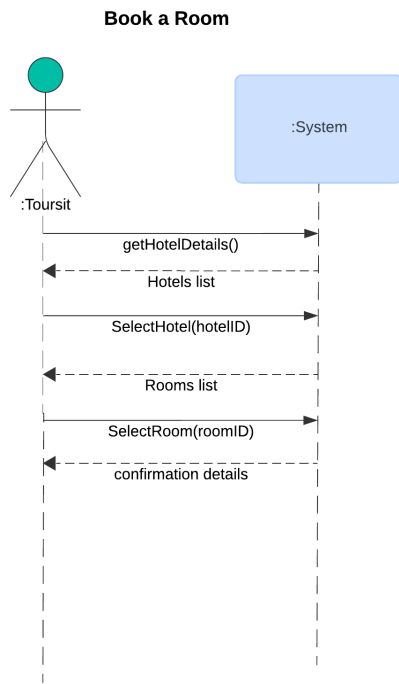 Book a Room
:System
:Toursit
getHotelDetails()
Hotels list
SelectHotel(hotelID)
Rooms list
SelectRoom(roomID)
confirmation details